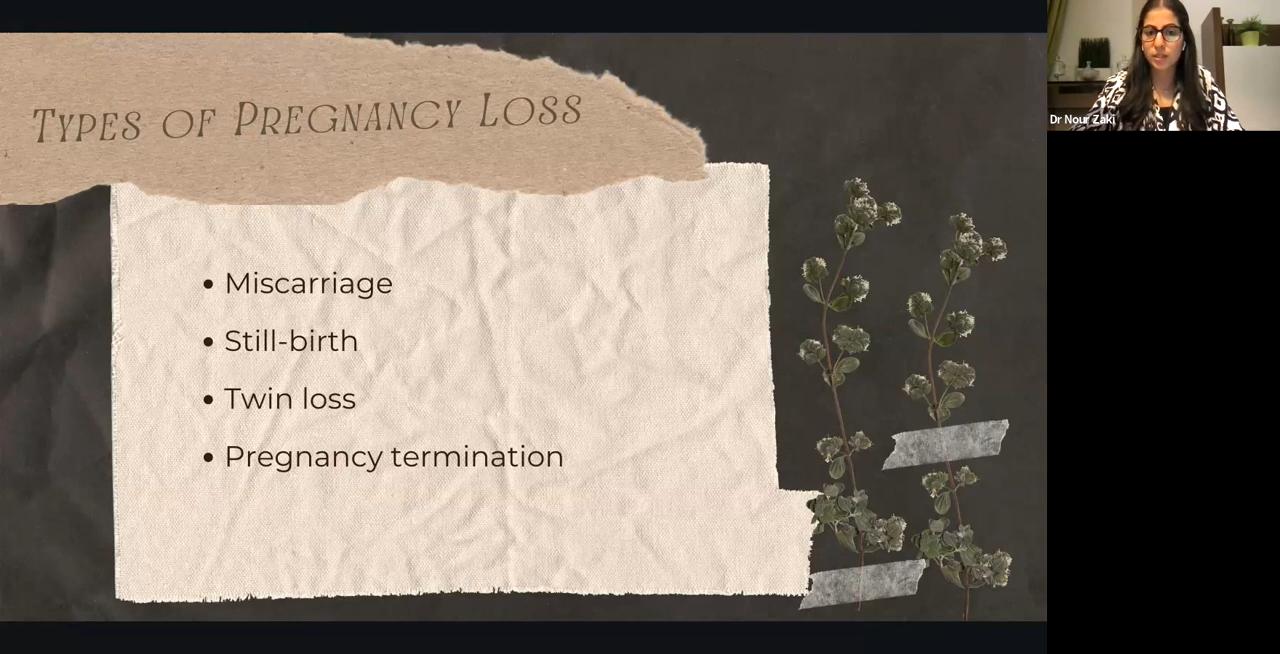 Types of Pregnancy Loss
Miscarriage
Still-birth
Twin loss
Pregnancy termination
Dr Nour Zaki